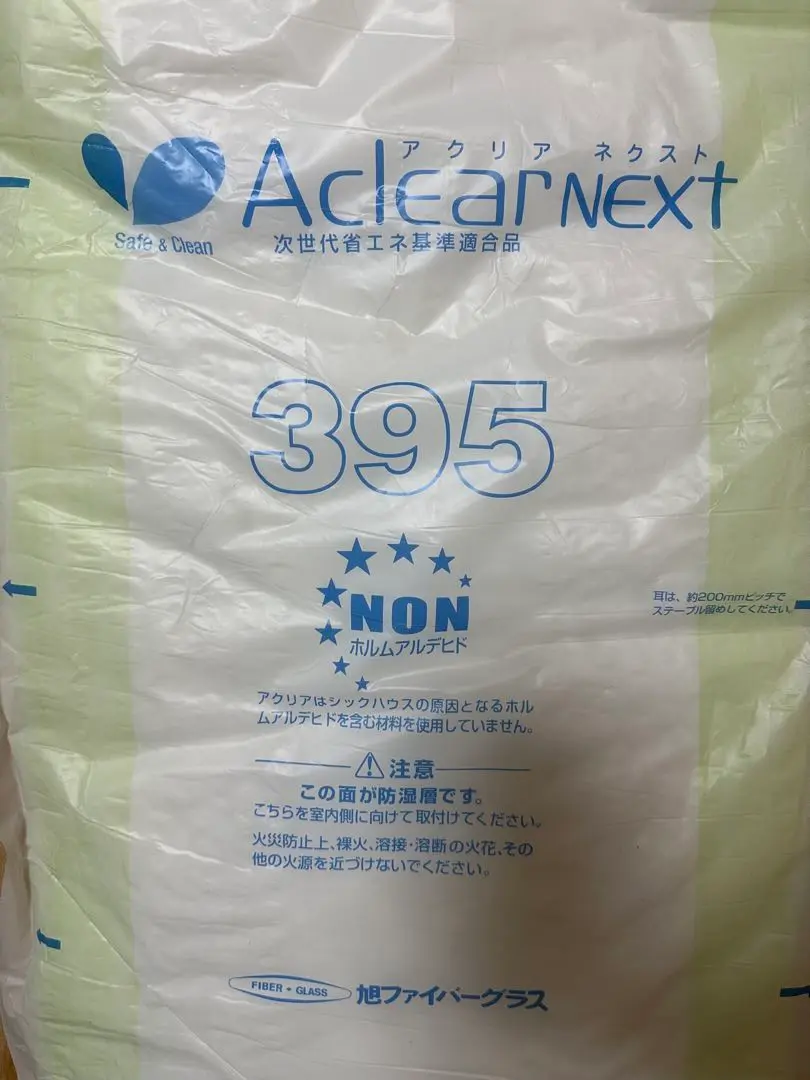 アクリア ネクスト
AclearNEXT
Safe & Clean
次世代省エネ基準適合品
395
NON
ホルムアルデヒド
耳は、約200mmピッチで
ステープル留めしてください。
アクリアはシックハウスの原因となるホル
ムアルデヒドを含む材料を使用していません。
注意
この面が防湿層です。
こちらを室内側に向けて取付けてください。
火災防止上、裸火、溶接・溶断の火花、その
他の火源を近づけないでください。
FIBER + GLASS 旭ファイバーグラス